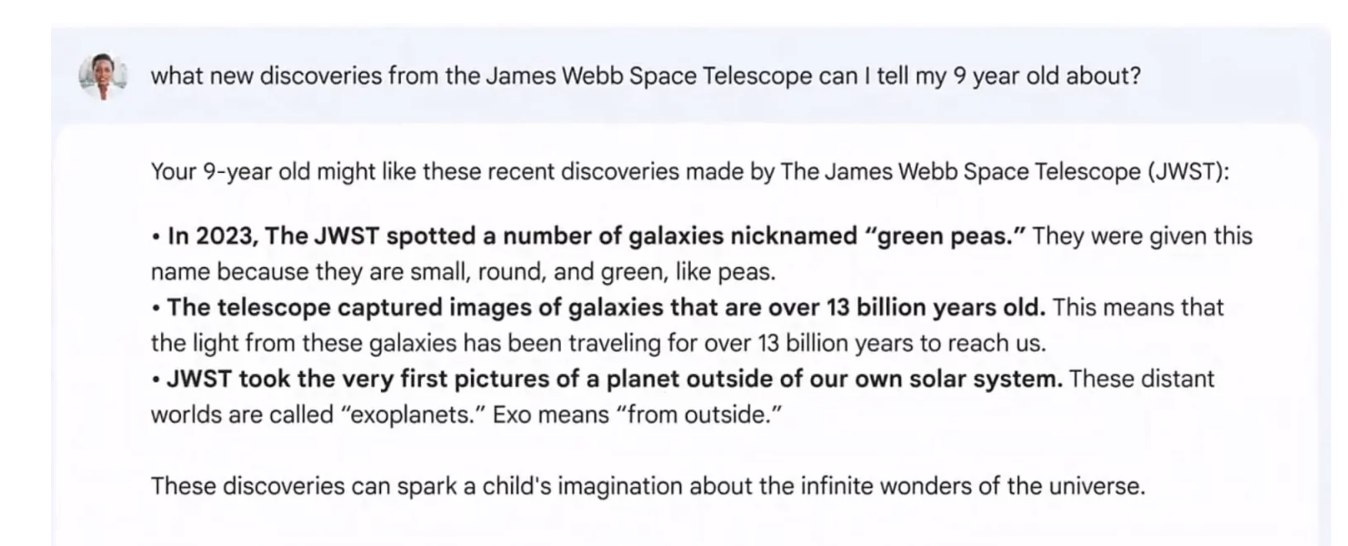 what new discoveries from the James Webb Space Telescope can I tell my 9 year old about?
Your 9-year old might like these recent discoveries made by The James Webb Space Telescope (JWST):
• In 2023, The JWST spotted a number of galaxies nicknamed “green peas.” They were given this
name because they are small, round, and green, like peas.
• The telescope captured images of galaxies that are over 13 billion years old. This means that
the light from these galaxies has been traveling for over 13 billion years to reach us.
• JWST took the very first pictures of a planet outside of our own solar system. These distant
worlds are called “exoplanets.” Exo means “from outside.”
These discoveries can spark a child's imagination about the infinite wonders of the universe.